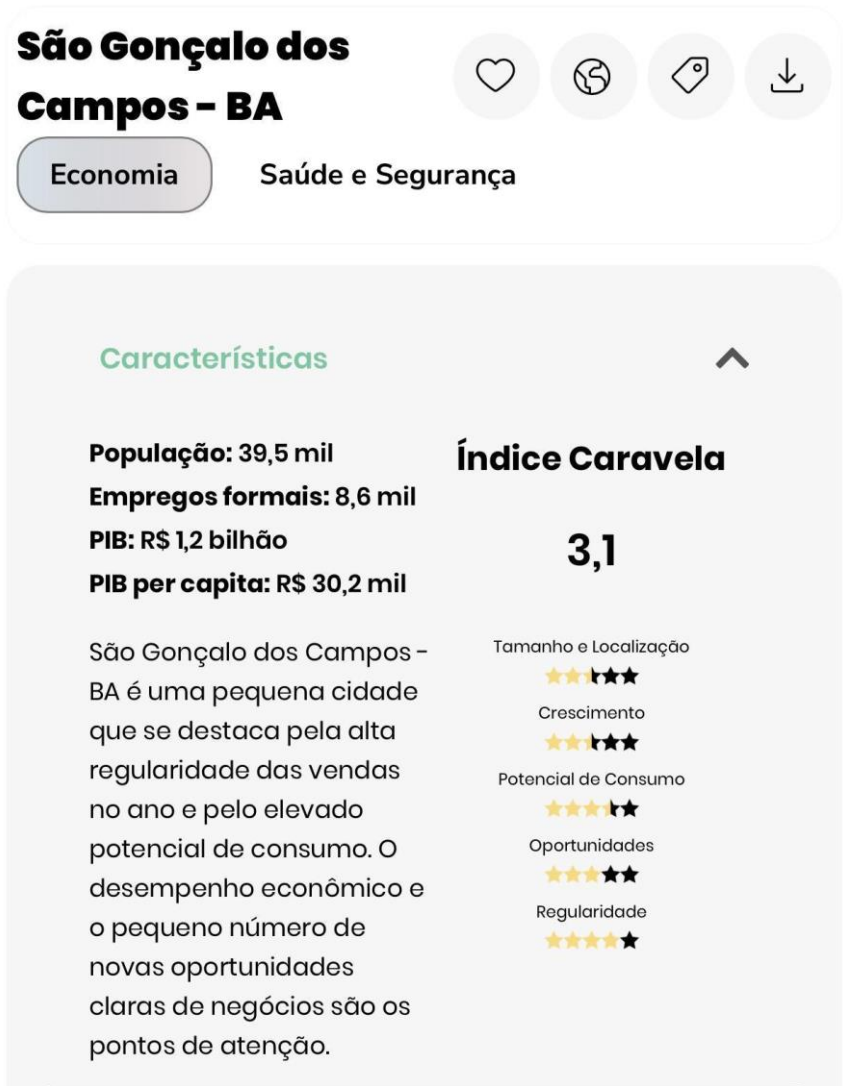 São Gonçalo dos
Campos - BA
Economia
Saúde e Segurança
Características
População: 39,5 mil
Empregos formais: 8,6 mil
PIB: R$ 1,2 bilhão
PIB per capita: R$ 30,2 mil
São Gonçalo dos Campos -
BA é uma pequena cidade
que se destaca pela alta
regularidade das vendas
no ano e pelo elevado
potencial de consumo. O
desempenho econômico e
o pequeno número de
novas oportunidades
claras de negócios são os
pontos de atenção.
Índice Caravela
3,1
Tamanho e Localização
Crescimento
Potencial de Consumo
Oportunidades
Regularidade